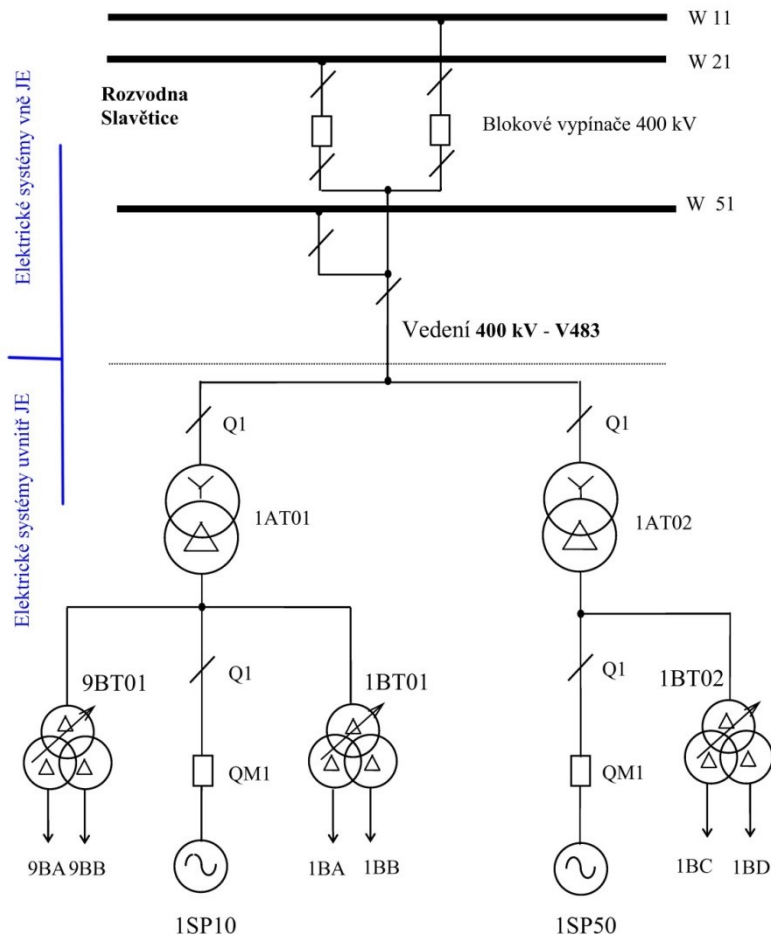 W 11
W 21
Rozvodna
Slavětice
Blokové vypínače 400 kV
Elektrické systémy vně JE
W 51
Vedení 400 kV - V483
Elektrické systémy uvnitř JE
Q1
Q1
1AT01
1AT02
9BT01
Q1
1BT01
Q1
1BT02
QM1
QM1
9BA 9BB
1BA
1BB
1BC
1BD
1SP10
1SP50